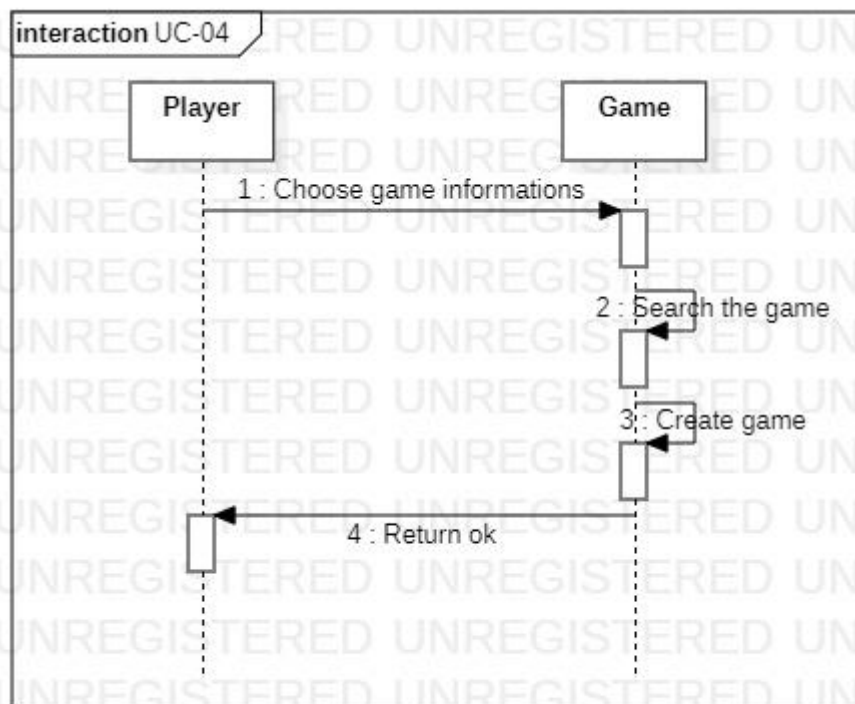 interaction UC-04
Player
Game
1 : Choose game informations
2 : Search the game
3 : Create game
4 : Return ok
UNREGISTERED